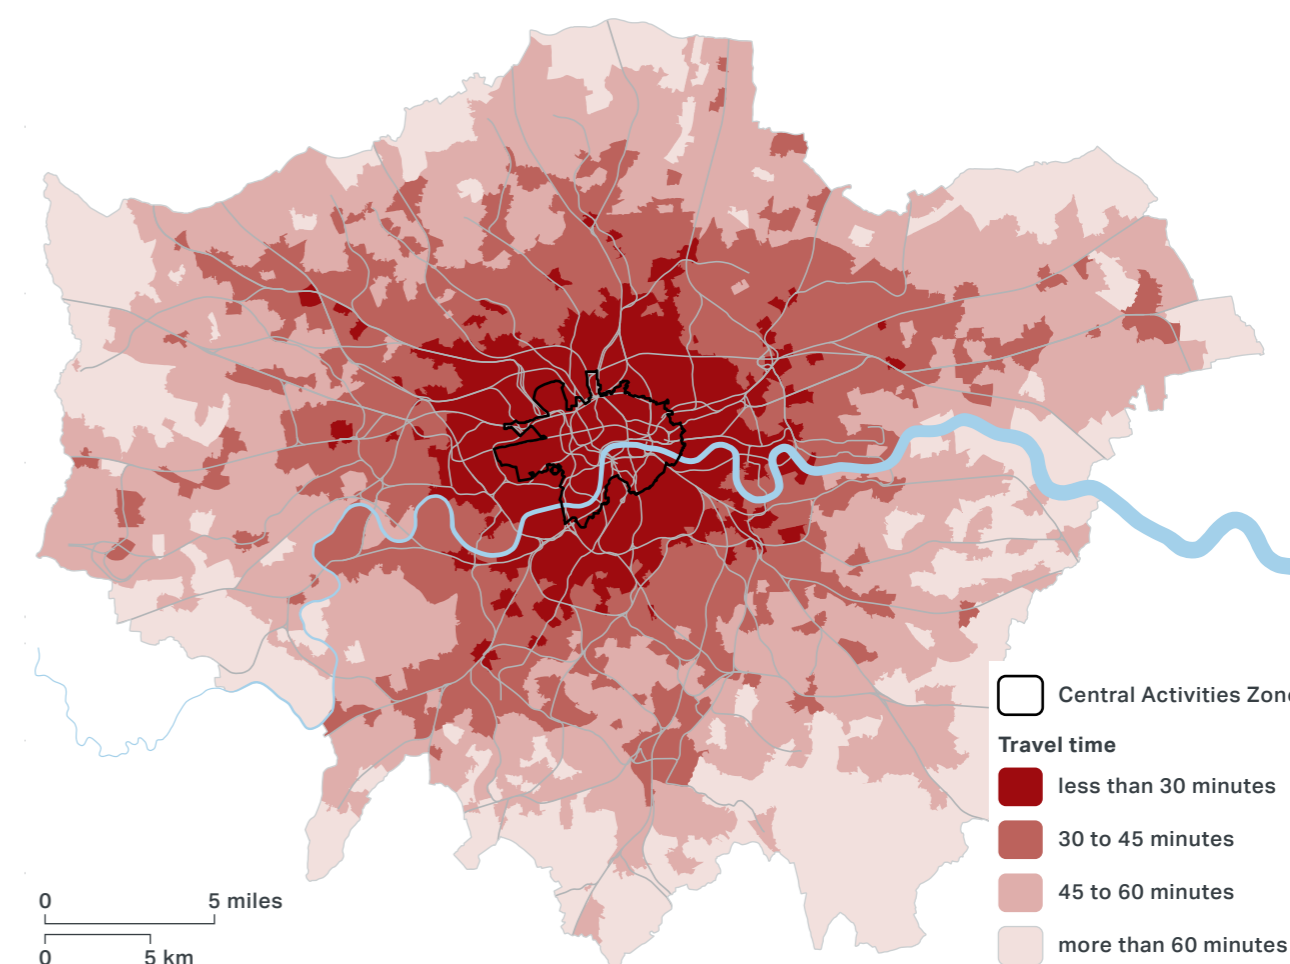 Central Activities Zon
Travel time
less than 30 minutes
30 to 45 minutes
45 to 60 minutes
more than 60 minutes
0 5 miles
0 5 km